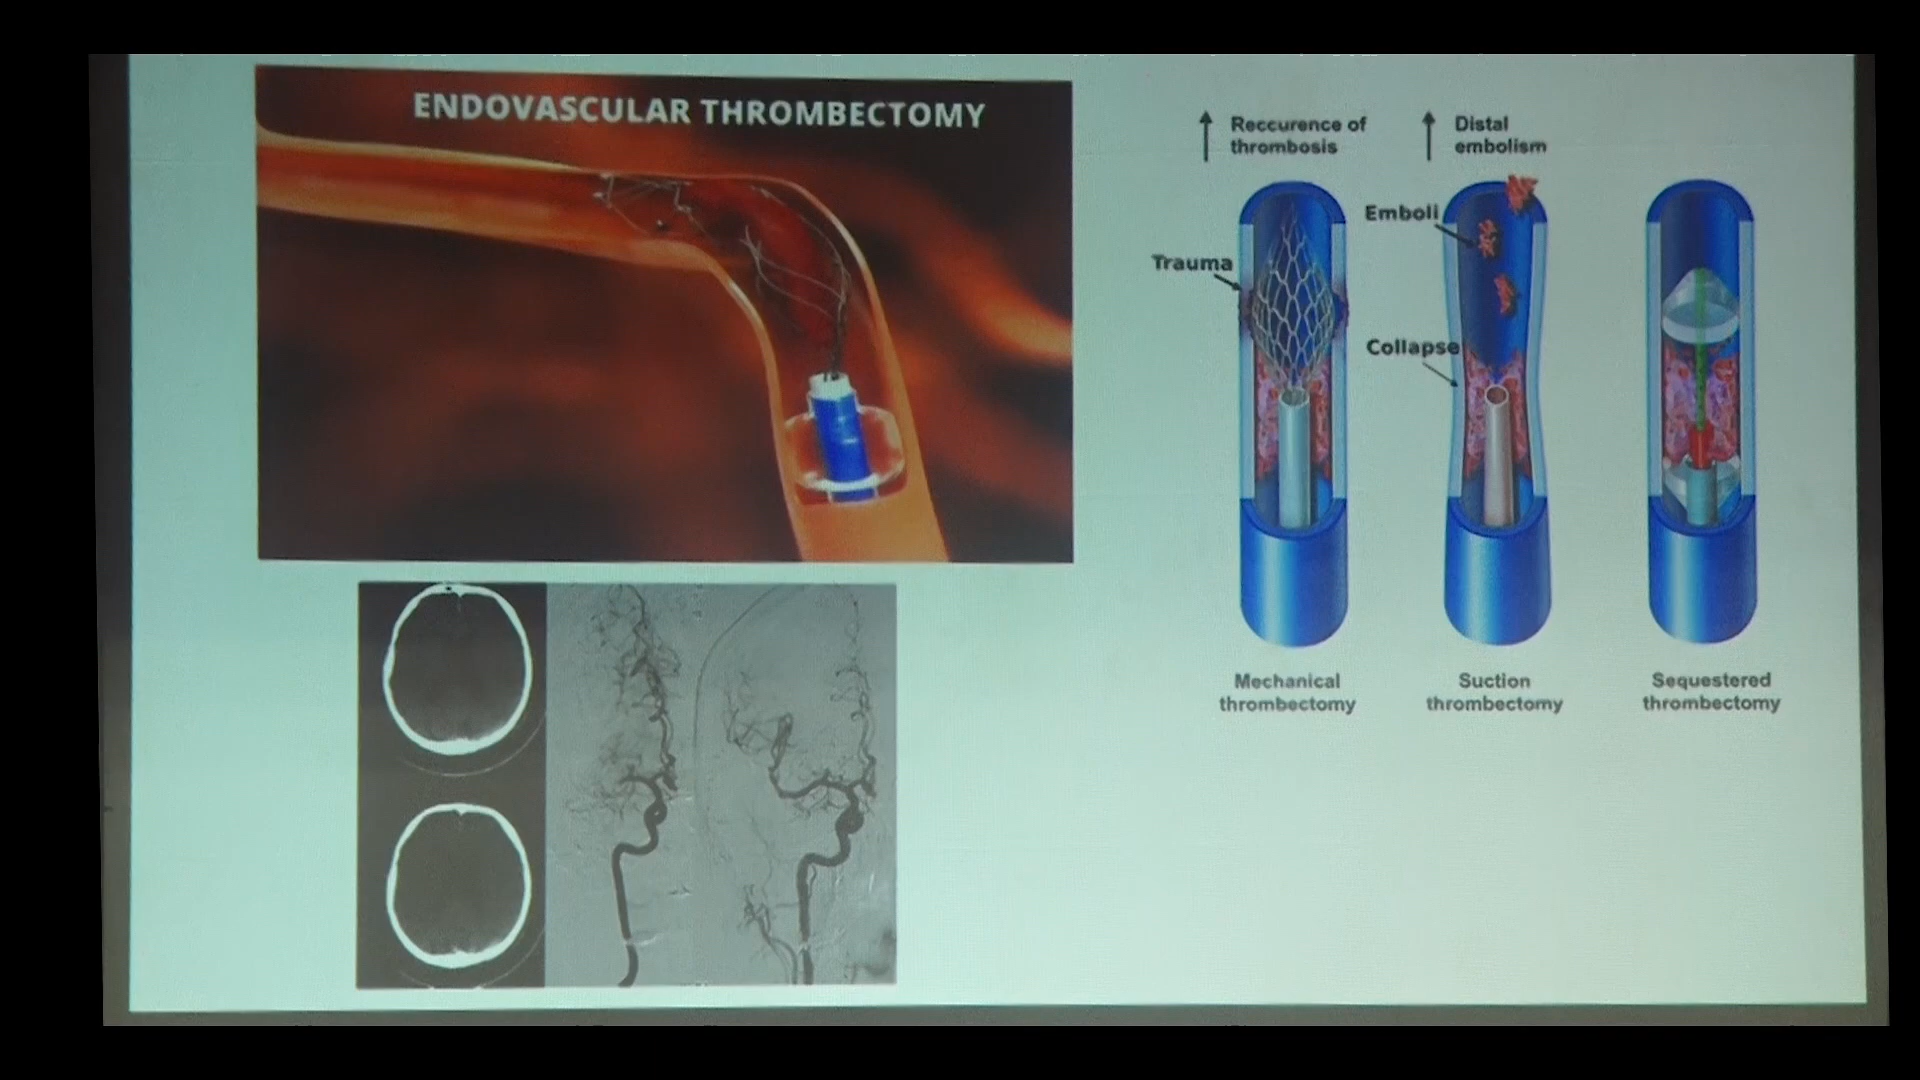 ENDOVASCULAR THROMBECTOMY
Reccurence of
thrombosis
Distal
embolism
Emboli
Trauma
Collapse
Mechanical
thrombectomy
Suction
thrombectomy
Sequestered
thrombectomy